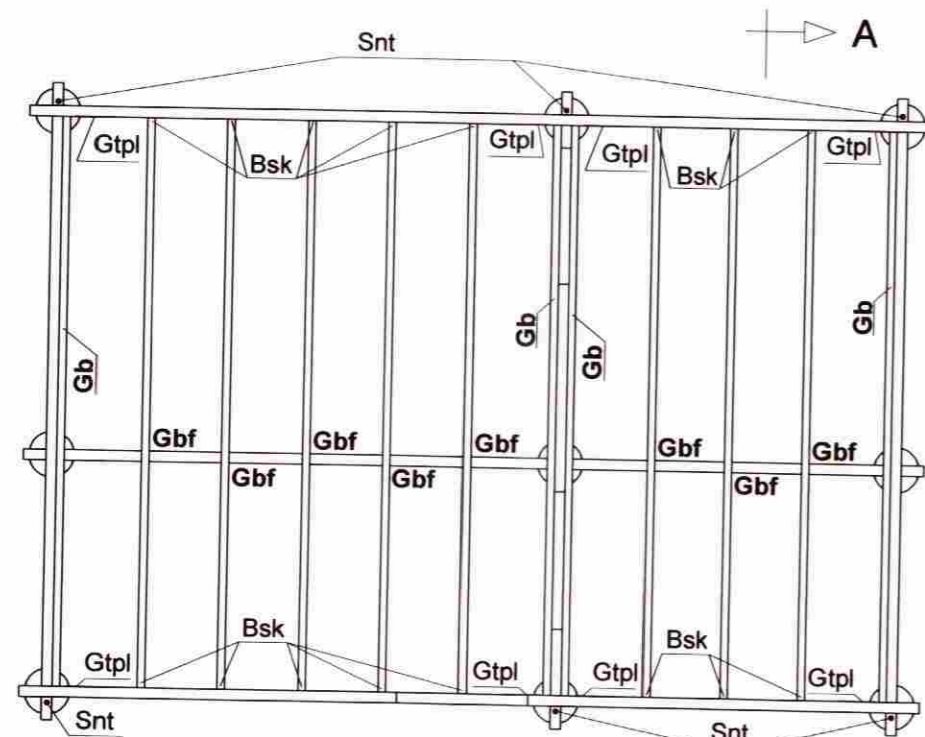 Snt
A
Gtpl Bsk Gtpl Gtpl Bsk Gtpl
Gb Gb Gb Gb
Gbf Gbf Gbf Gbf Gbf
Gbf Gbf Gbf
Bsk Bsk
Gtpl Gtpl Gtpl Gtpl
Snt Snt